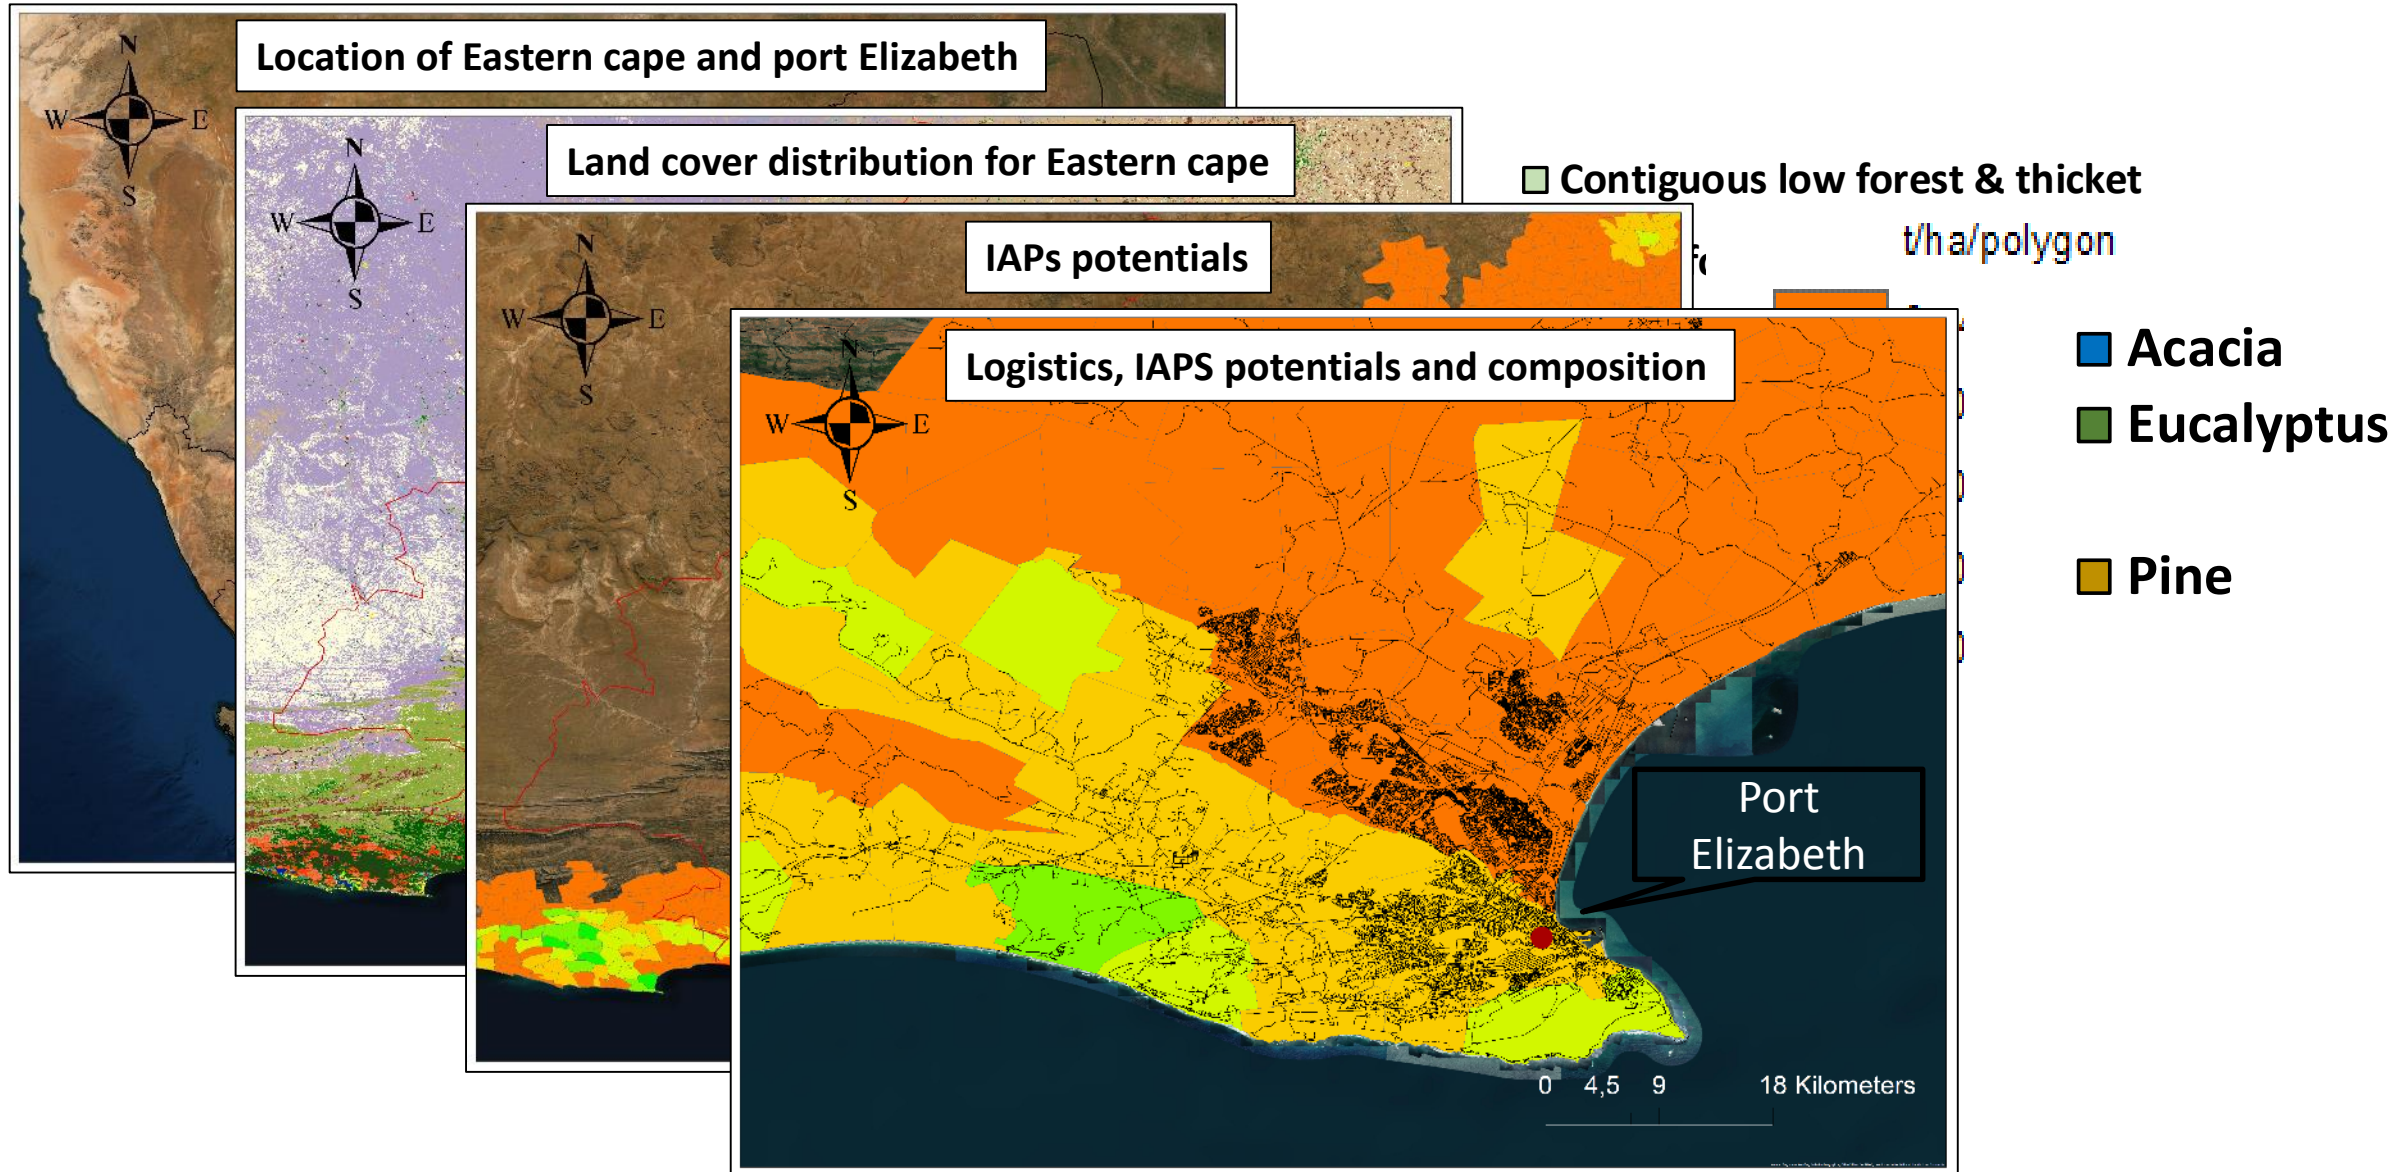 Location of Eastern cape and port Elizabeth
N
W E
S
Land cover distribution for Eastern cape
N
W E
S
Contiguous low forest & thicket
t/ha/polygon
IAPs potentials
N
W E
S
Logistics, IAPS potentials and composition
N
W E
S
Acacia
Eucalyptus
Pine
Port
Elizabeth
0 4,5 9 18 Kilometers